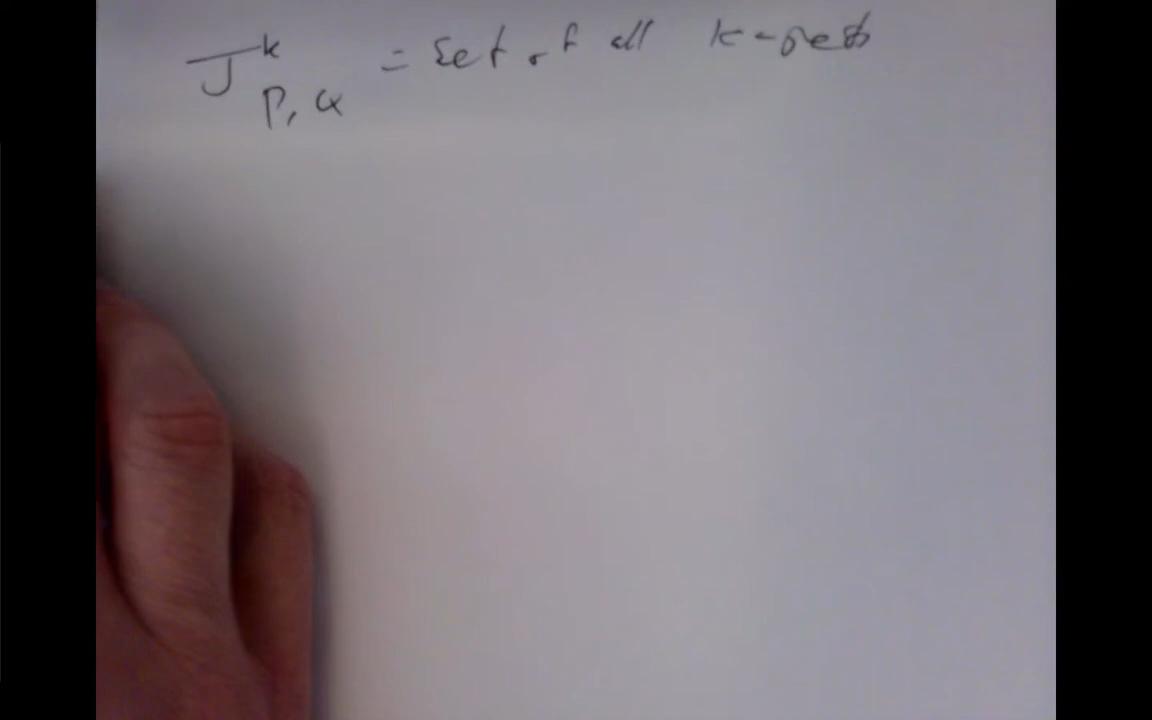 J^k_{P, Q} = set of all k-jets